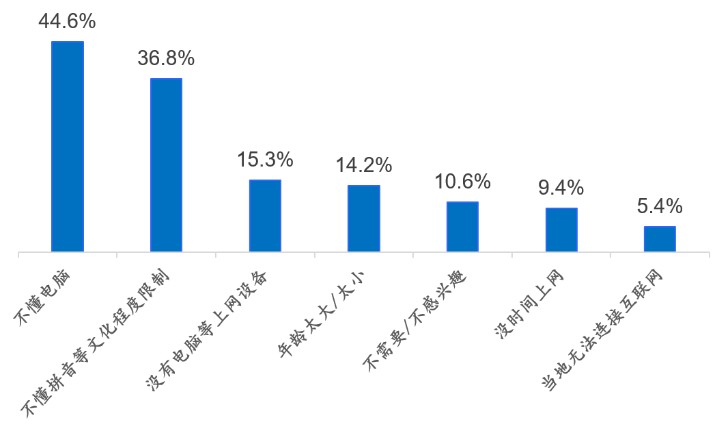 44.6%
36.8%
15.3%
14.2%
10.6%
9.4%
5.4%
不懂电脑
不懂拼音等文化程度限制
没有电脑等上网设备
年龄太大/太小
不需要/不感兴趣
没时间上网
当地无法连接互联网